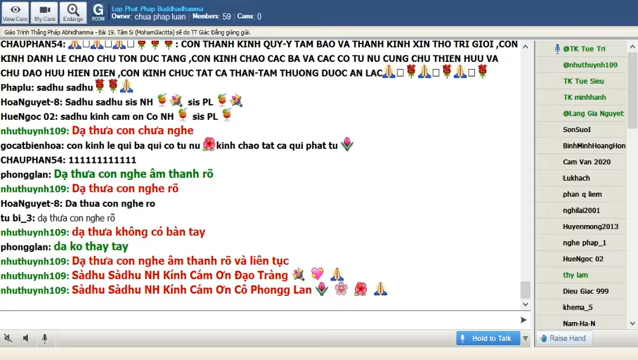 Lop Phat Phap Buddhadhamma
Owner: chua phap luan Members: 59 Cams: 0
View Cam
My Cam
Enlarge
G
ROOM
Giáo Trình Thắng Pháp Abhidhamma - Bài 19. Tâm Si (MohamGiacitta) sẽ do TT Giác Đẳng giảng giải.
CHAUPHAN54: 🙏🙏🙏🙏🌹🌹🌹: CON THANH KINH QUY-Y TAM BAO VA THANH KINH XIN THO TRI GIOI ,CON
KINH DANH LE CHAO CHU TON DUC TANG ,CON KINH CHAO CAC BA VA CAC CO TU NU CUNG CHU THIEN HUU VA
CHU DAO HUU HIEN DIEN ,CON KINH CHUC TAT CA THAN-TAM THUONG DUOC AN LAC
Phaplu: sadhu sadhu 🌹🌹🙏
HoaNguyet-8: Sadhu sadhu sis NH sis PL
HueNgoc 02: sadhu kinh cam on Co NH sis PL
nhuthuynh109: Dạ thưa con chưa nghe
gocatbienhoa: con kinh le qui ba qui co tu nu 🌺kinh chao tat ca qui phat tu 🌷
CHAUPHAN54: 111111111111
phongglan: Dạ thưa con nghe âm thanh rõ
nhuthuynh109: Dạ thưa con nghe rõ
HoaNguyet-8: Da thua con nghe ro
tu bi_3: dạ thưa con nghe rõ
nhuthuynh109: dạ thưa không có bàn tay
phongglan: da ko thay tay
nhuthuynh109: Dạ thưa con nghe âm thanh rõ và liên tục
nhuthuynh109: Sàdhu Sàdhu NH Kính Cám Ơn Đạo Tràng 💐 💖 🙏
nhuthuynh109: Sàdhu Sàdhu NH Kính Cám Ơn Cô Phongg Lan 🌷 🌸 🌺 🙏
@TK Tue Tri
@nhuthuynh109
TK Tue Sieu
TK minhhanh
@Lang Gia Nguyet
SonSuoI
BinhMinhHoangHon
Cam Van 2020
Lukhach
phan q liem
nghilai2001
Huyenmong2013
nghe phap_1
HueNgoc 02
thy lam
Dieu Giac 999
khema_5
Nam-Ha-N
Hold to Talk
Raise Hand